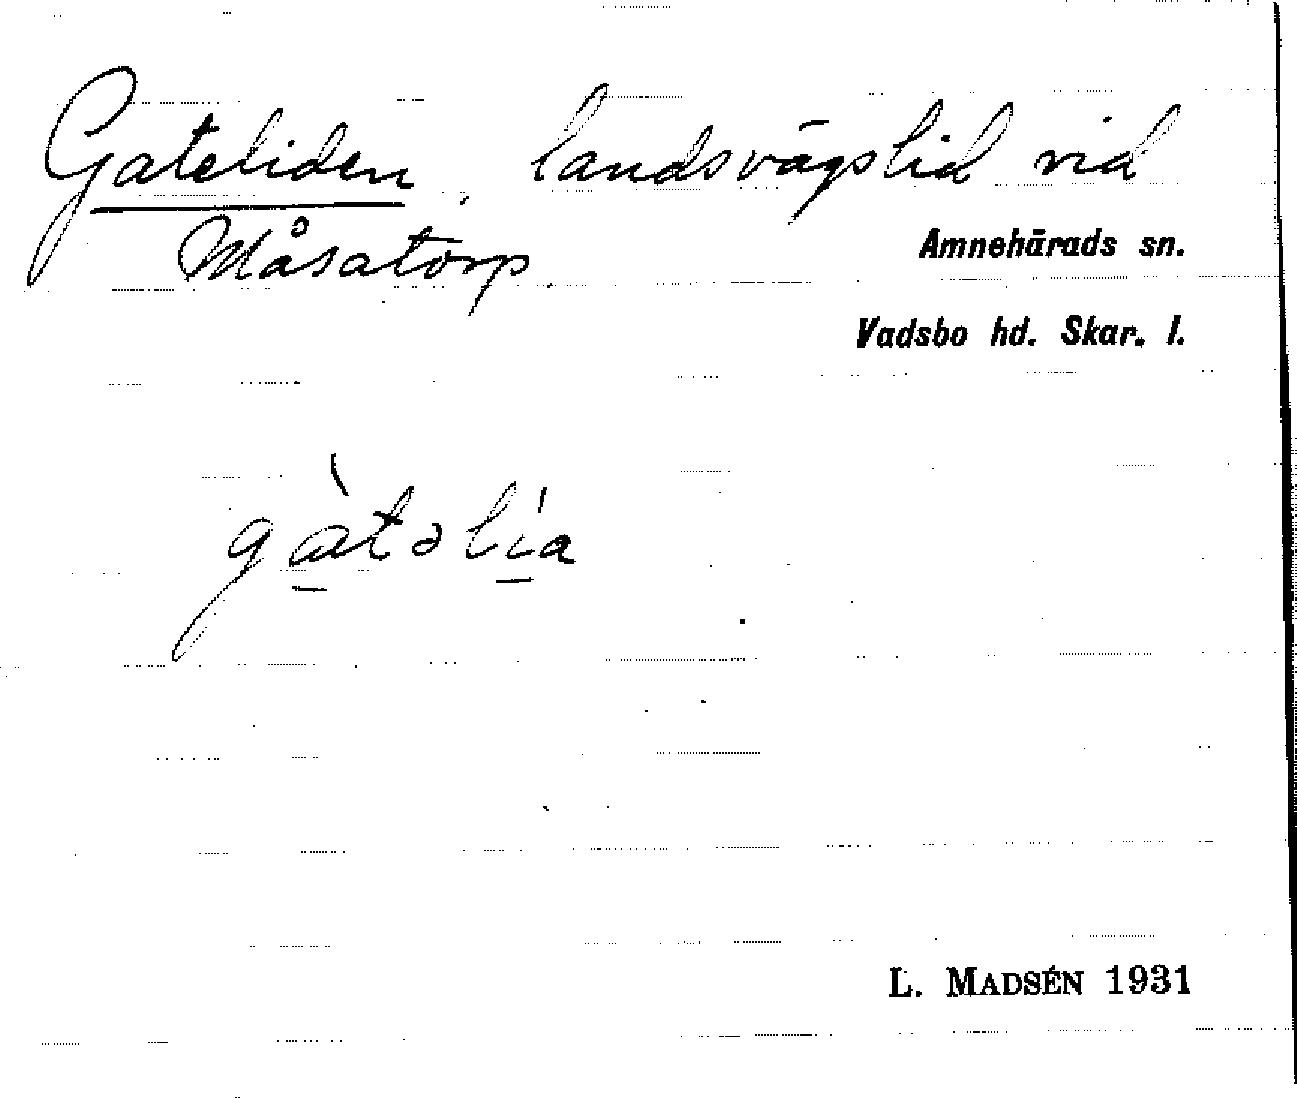 Gateliden, landsvägslid vid
Måsatorp.
Amnehärads sn.
Vadsbo hd. Skar. l.
gàtəlía
L. MADSÉN 1931